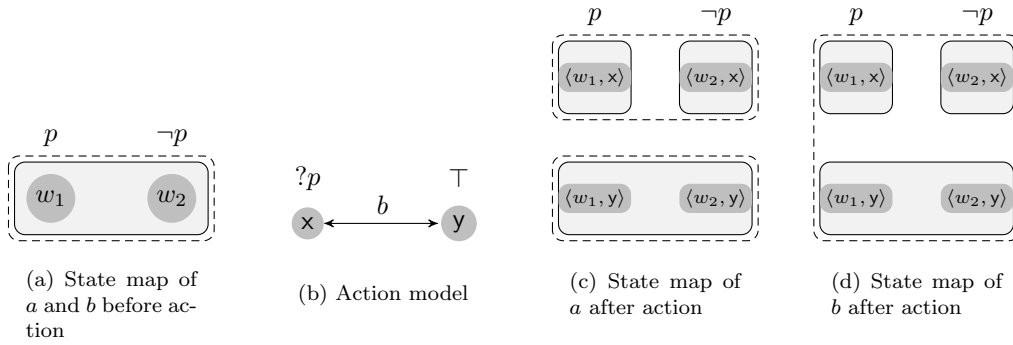 p ¬p
w₁ w₂
(a) State map of
a and b before ac-
tion
?p ⊤
b
x y
(b) Action model
p ¬p
⟨w₁, x⟩ ⟨w₂, x⟩
⟨w₁, y⟩ ⟨w₂, y⟩
(c) State map of
a after action
p ¬p
⟨w₁, x⟩ ⟨w₂, x⟩
⟨w₁, y⟩ ⟨w₂, y⟩
(d) State map of
b after action